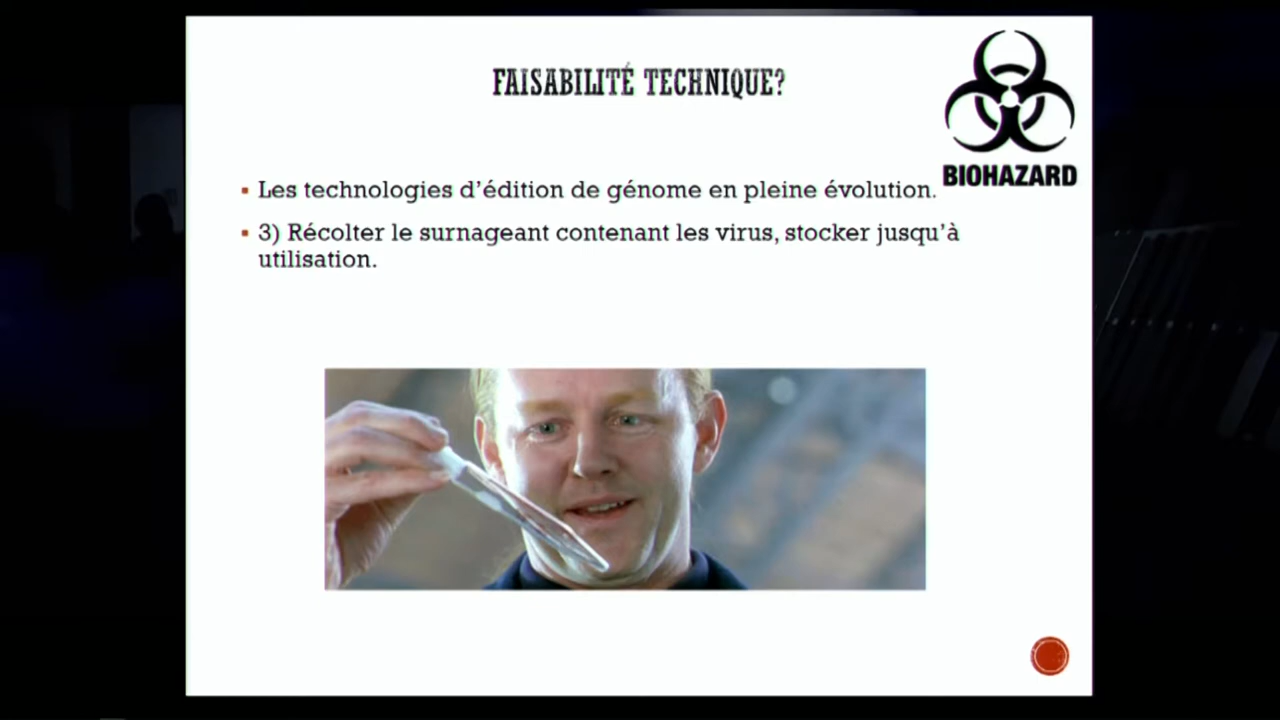 FAISABILITÉ TECHNIQUE?
BIOHAZARD
Les technologies d’édition de génome en pleine évolution.
3) Récolter le surnageant contenant les virus, stocker jusqu’à
utilisation.